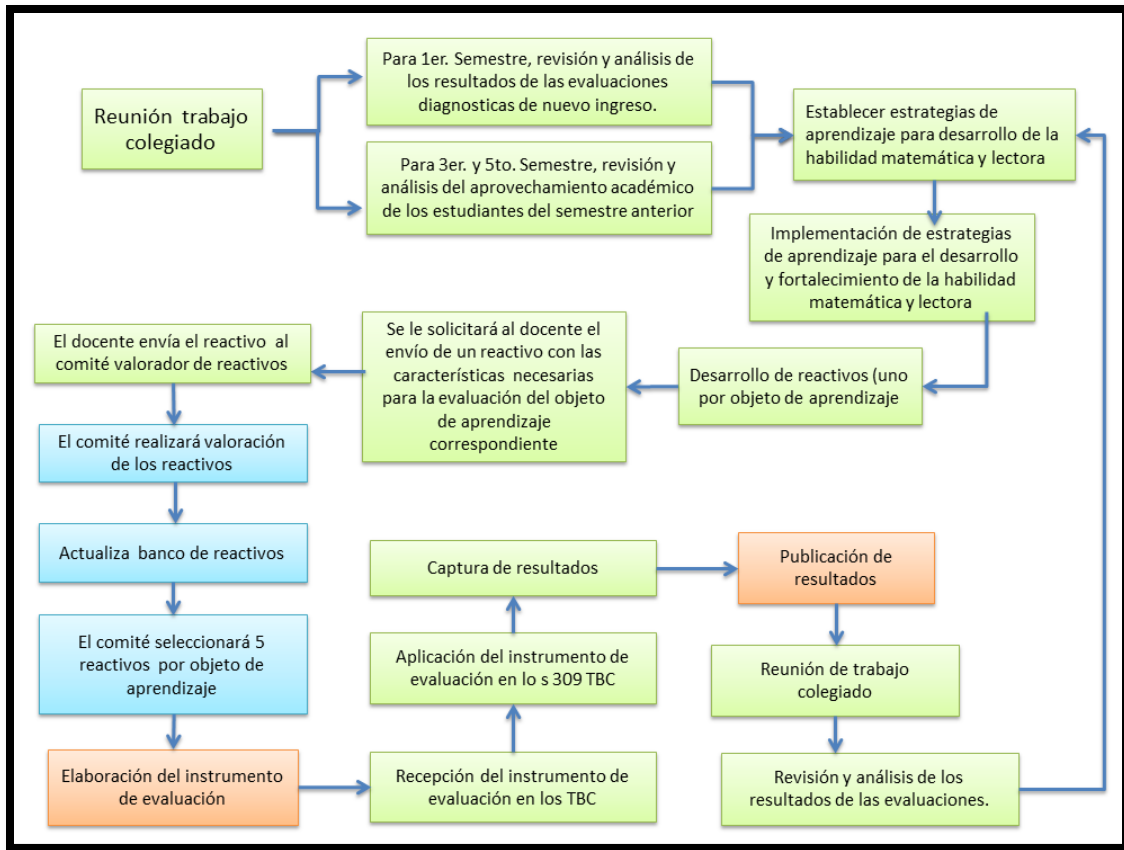 Reunión trabajo
colegiado
Para 1er. Semestre, revisión y análisis de
los resultados de las evaluaciones
diagnosticas de nuevo ingreso.
Para 3er. y 5to. Semestre, revisión y
análisis del aprovechamiento académico
de los estudiantes del semestre anterior
Establecer estrategias de
aprendizaje para desarrollo de la
habilidad matemática y lectora
Implementación de estrategias
de aprendizaje para el desarrollo
y fortalecimiento de la habilidad
matemática y lectora
Desarrollo de reactivos (uno
por objeto de aprendizaje
Se le solicitará al docente el
envío de un reactivo con las
características necesarias
para la evaluación del objeto
de aprendizaje
correspondiente
El docente envía el reactivo al
comité valorador de reactivos
El comité realizará valoración
de los reactivos
Actualiza banco de reactivos
El comité seleccionará 5
reactivos por objeto de
aprendizaje
Elaboración del instrumento
de evaluación
Recepción del instrumento de
evaluación en los TBC
Aplicación del instrumento de
evaluación en lo s 309 TBC
Captura de resultados
Publicación de
resultados
Reunión de trabajo
colegiado
Revisión y análisis de los
resultados de las evaluaciones.